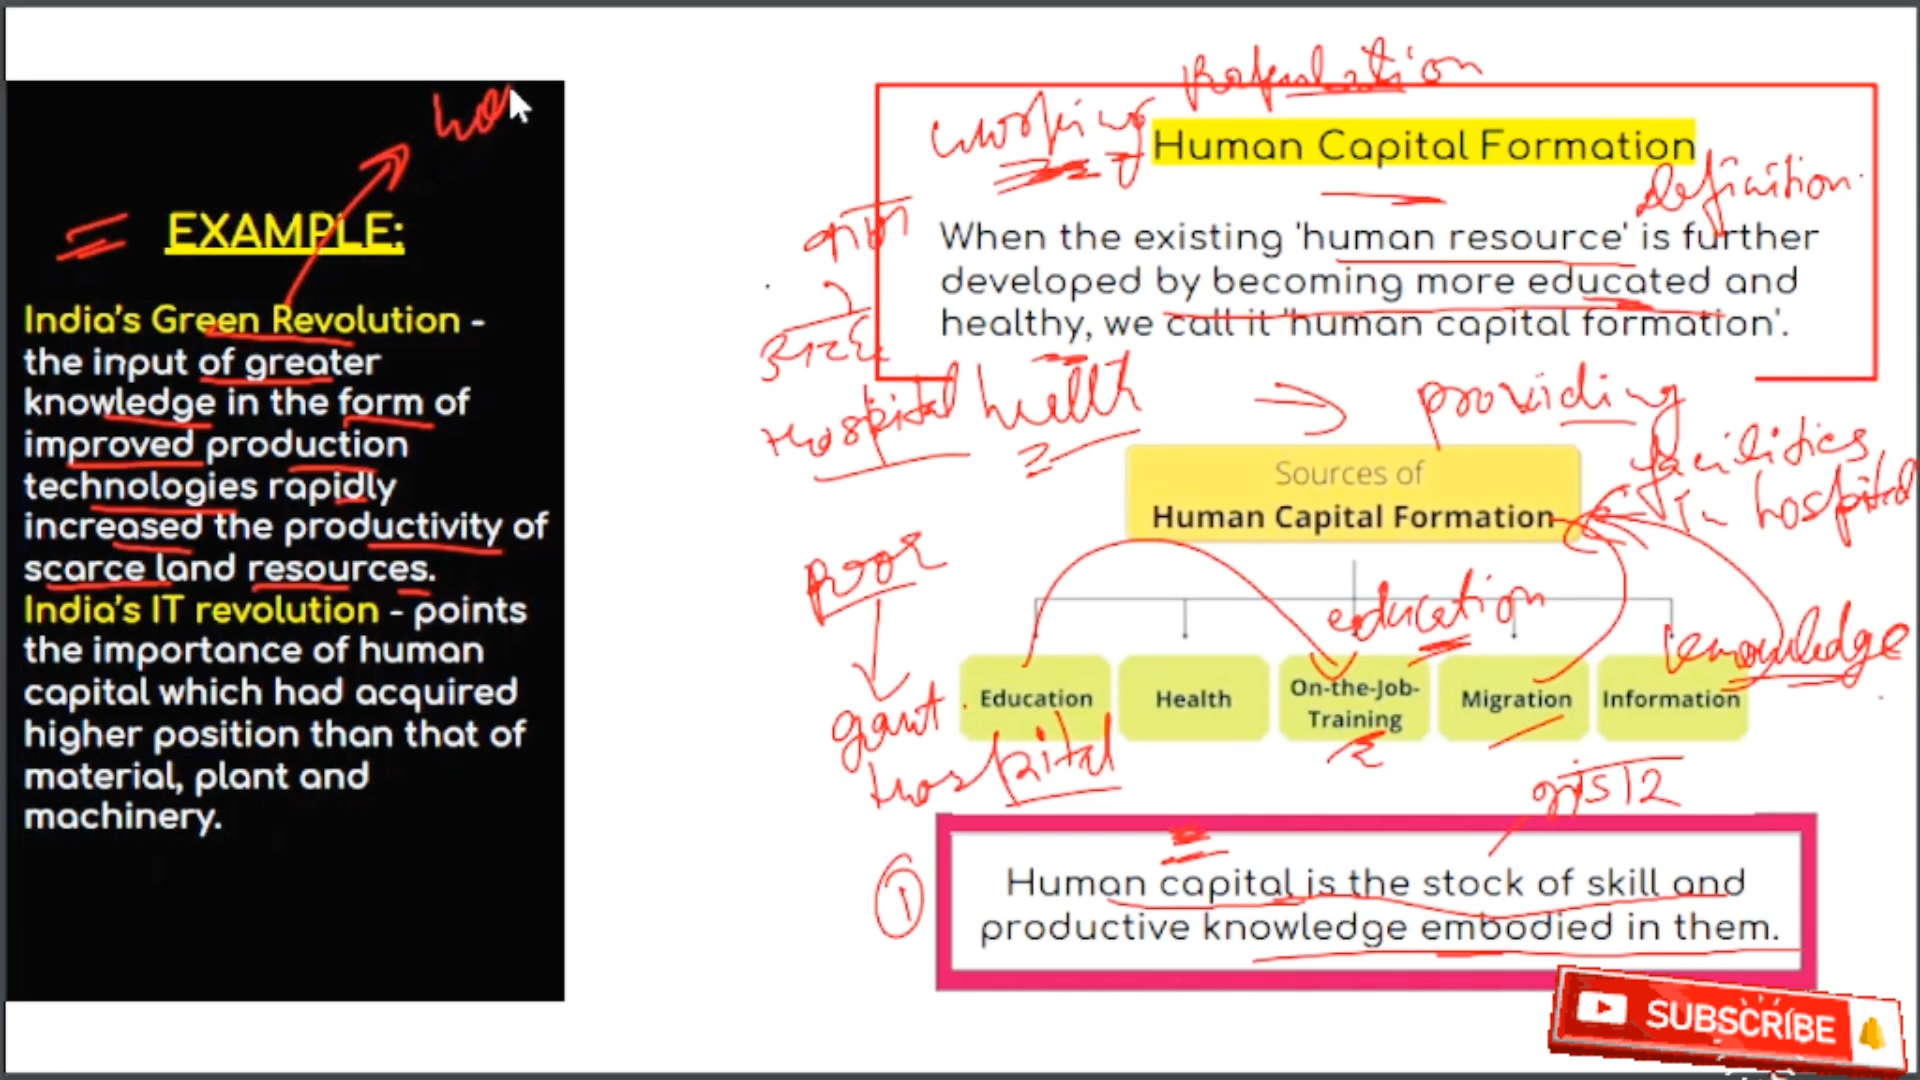 EXAMPLE:
India's Green Revolution -
the input of greater
knowledge in the form of
improved production
technologies rapidly
increased the productivity of
scarce land resources.
India's IT revolution - points
the importance of human
capital which had acquired
higher position than that of
material, plant and
machinery.
Population
working
Human Capital Formation
definition
When the existing 'human resource' is further
developed by becoming more educated and
healthy, we call it 'human capital formation'.
Hospital health
providing
facilities
in hospital
Sources of
Human Capital Formation
Poor
education
knowledge
Education
Health
On-the-Job-
Training
Migration
Information
hospital
1
Human capital is the stock of skill and
productive knowledge embodied in them.
SUBSCRIBE